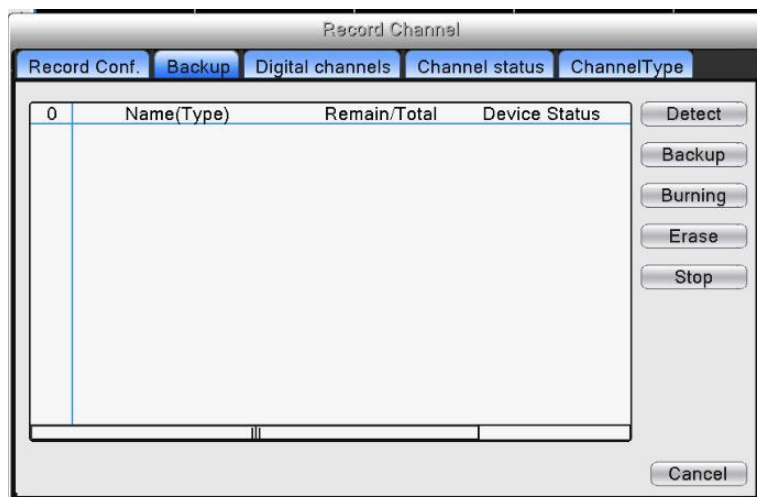 Record Channel
Record Conf. Backup Digital channels Channel status ChannelType
0 Name(Type) Remain/Total Device Status
Detect
Backup
Burning
Erase
Stop
Cancel